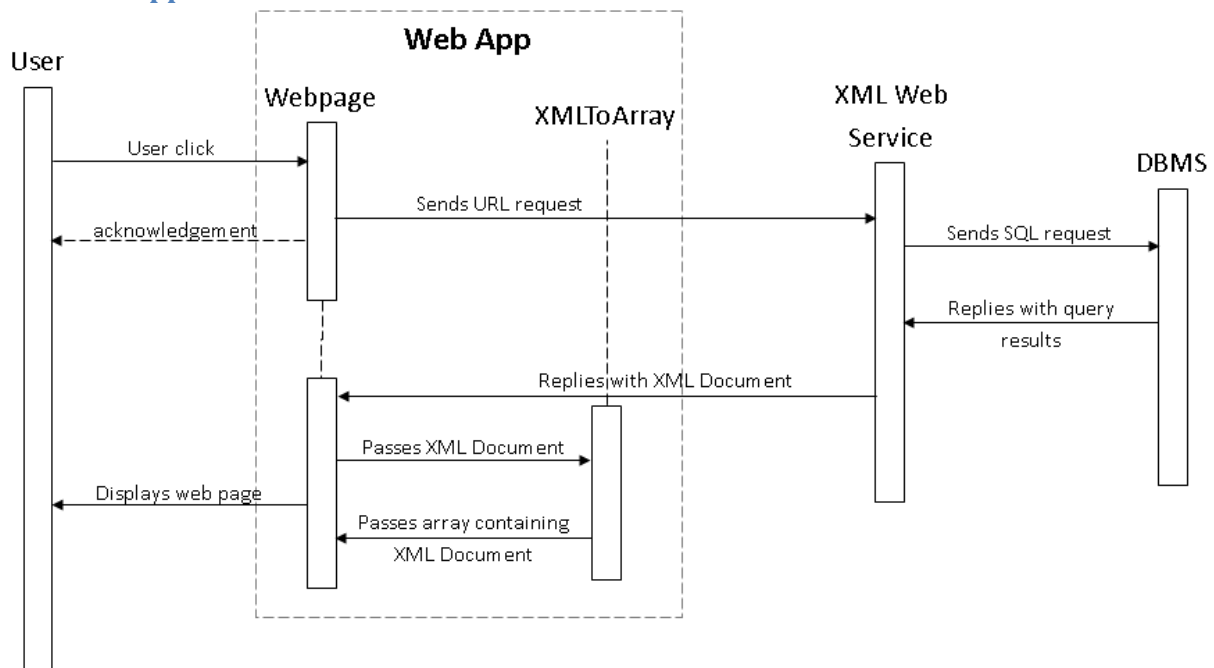 Web App
User
Webpage
XMLToArray
XML Web
Service
DBMS
User click
Sends URL request
acknowledgement
Sends SQL request
Replies with query
results
Replies with XML Document
Passes XML Document
Displays web page
Passes array containing
XML Document